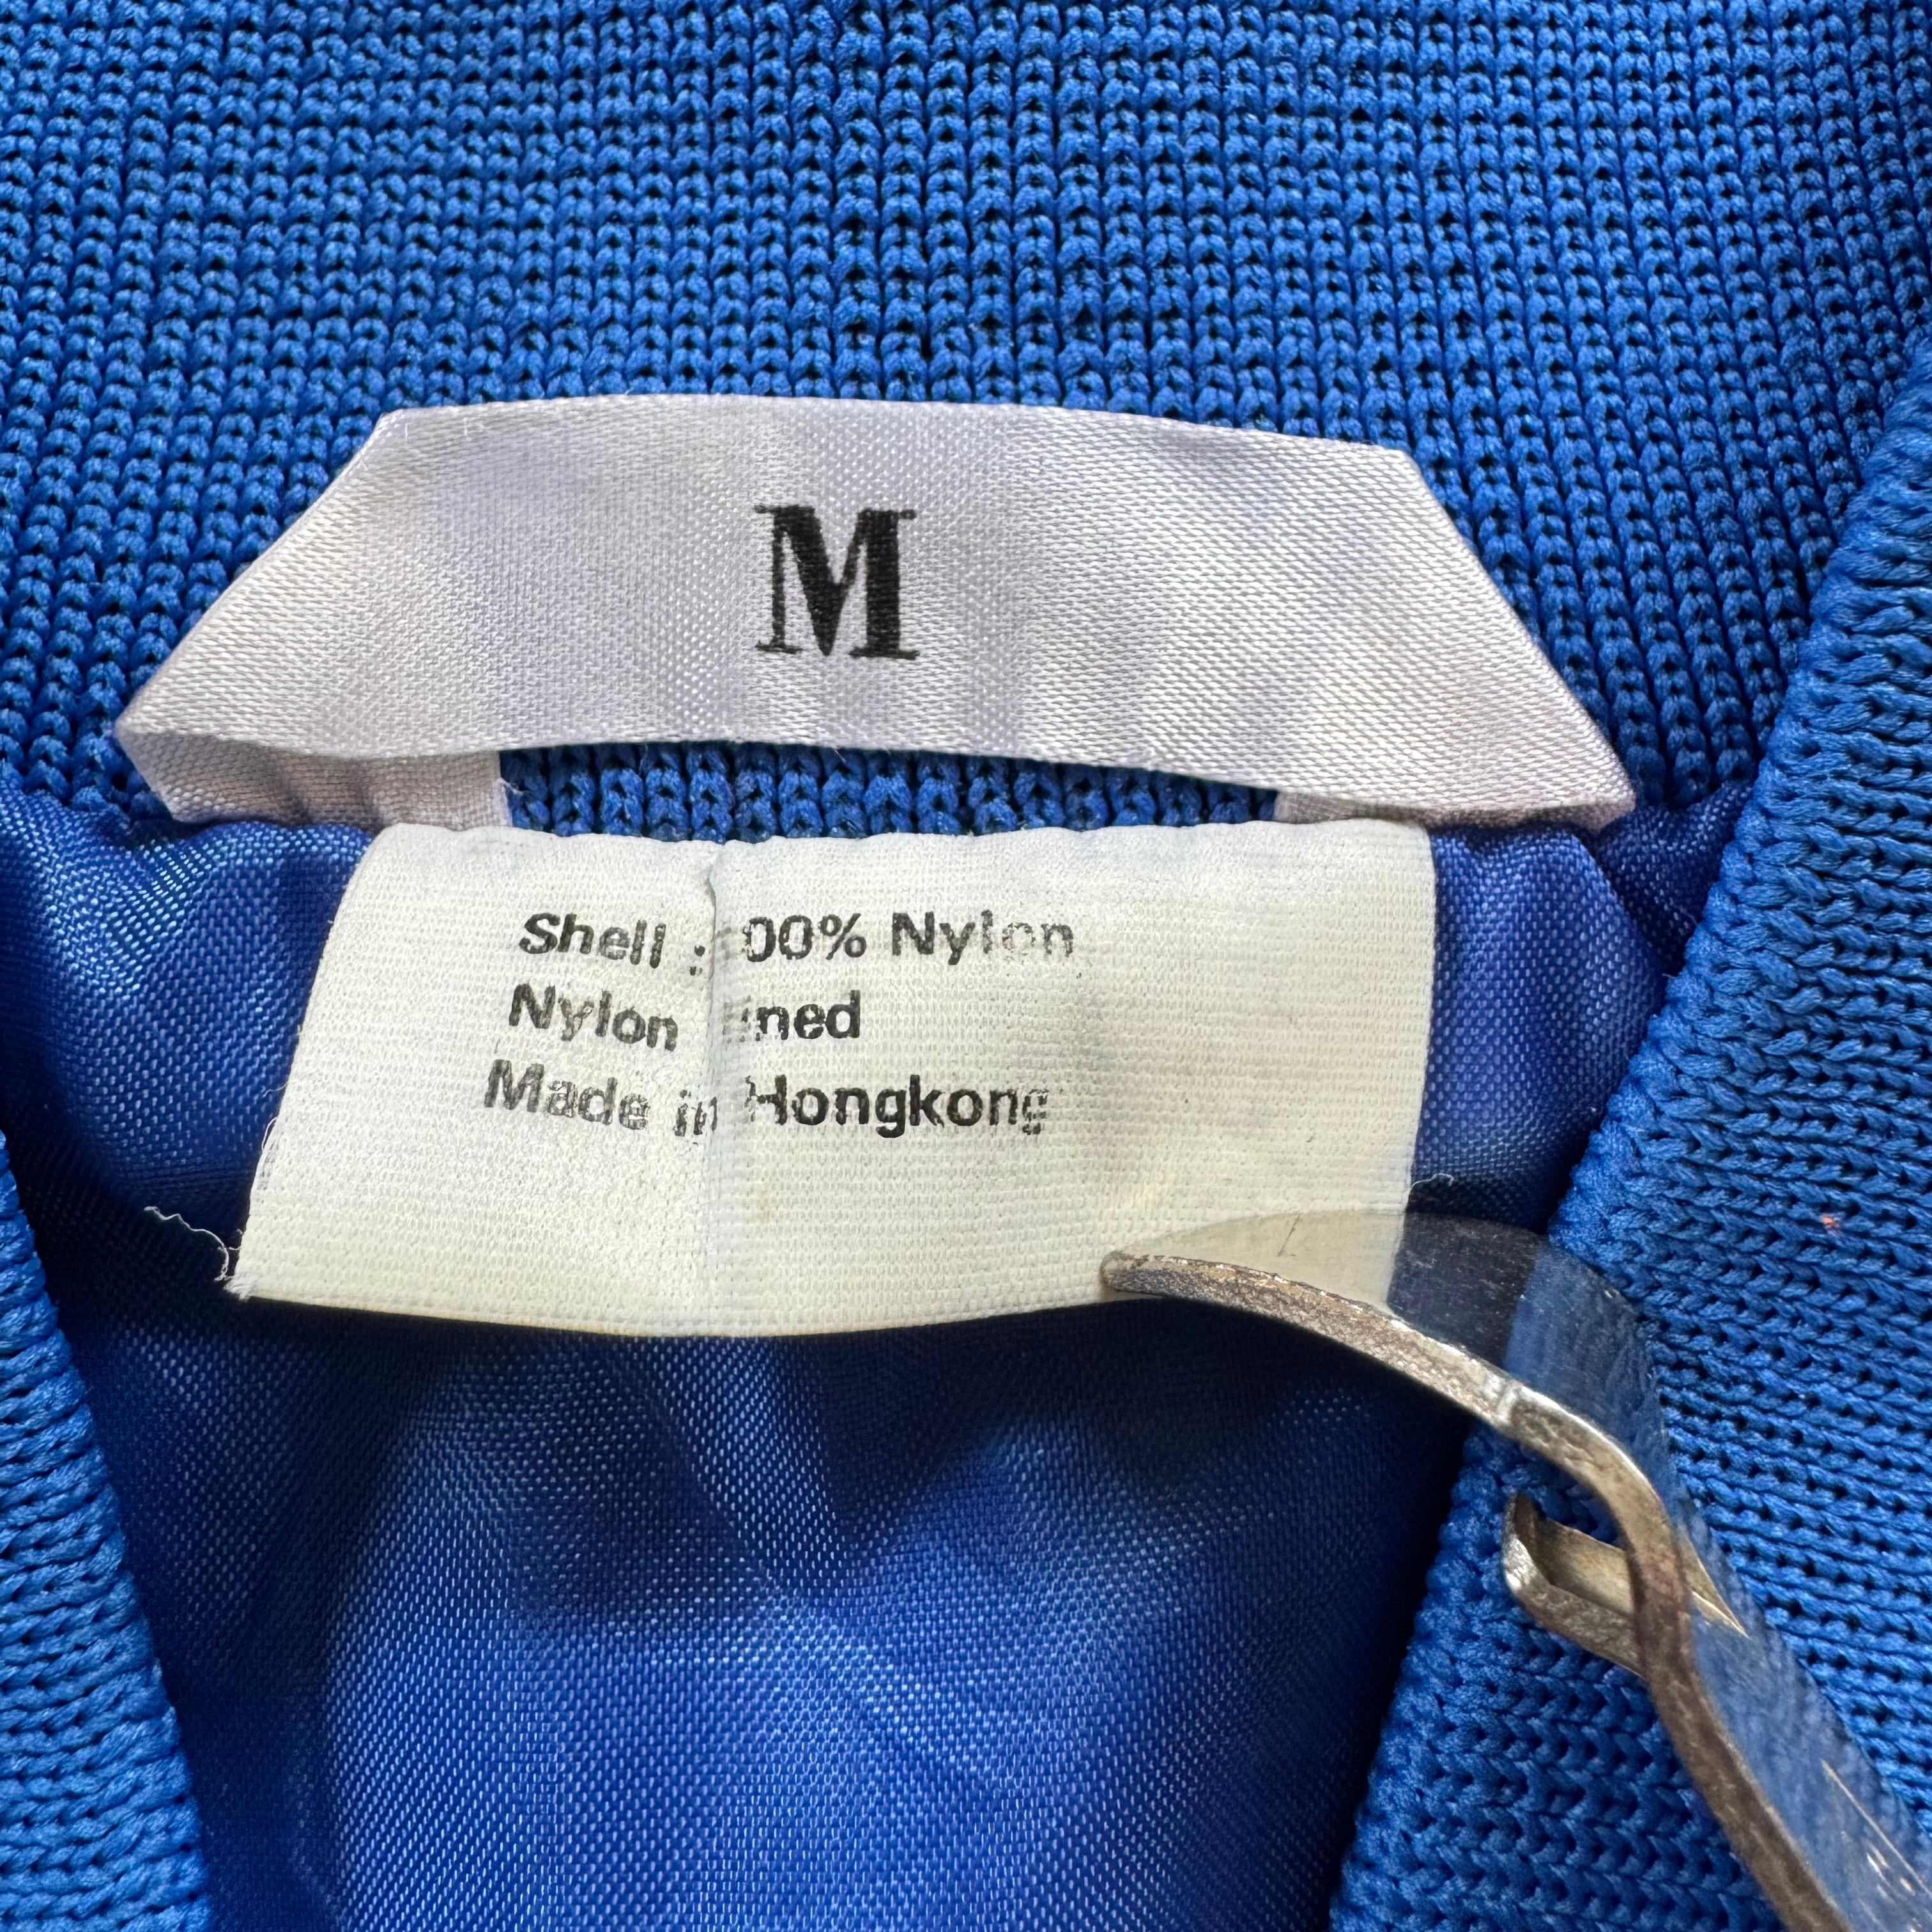 M
Shell : 100% Nylon
Nylon Lined
Made in Hongkong